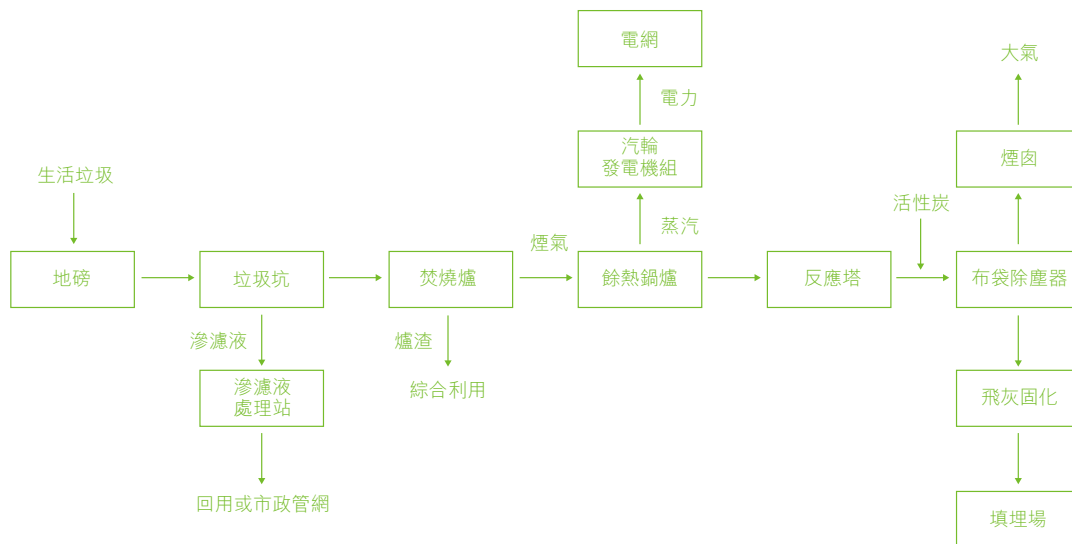 電網
大氣
電力
汽輪
發電機組
煙囪
生活垃圾
活性炭
蒸汽
煙氣
地磅
垃圾坑
焚燒爐
餘熱鍋爐
反應塔
布袋除塵器
滲濾液
爐渣
滲濾液
處理站
綜合利用
飛灰固化
回用或市政管網
填埋場